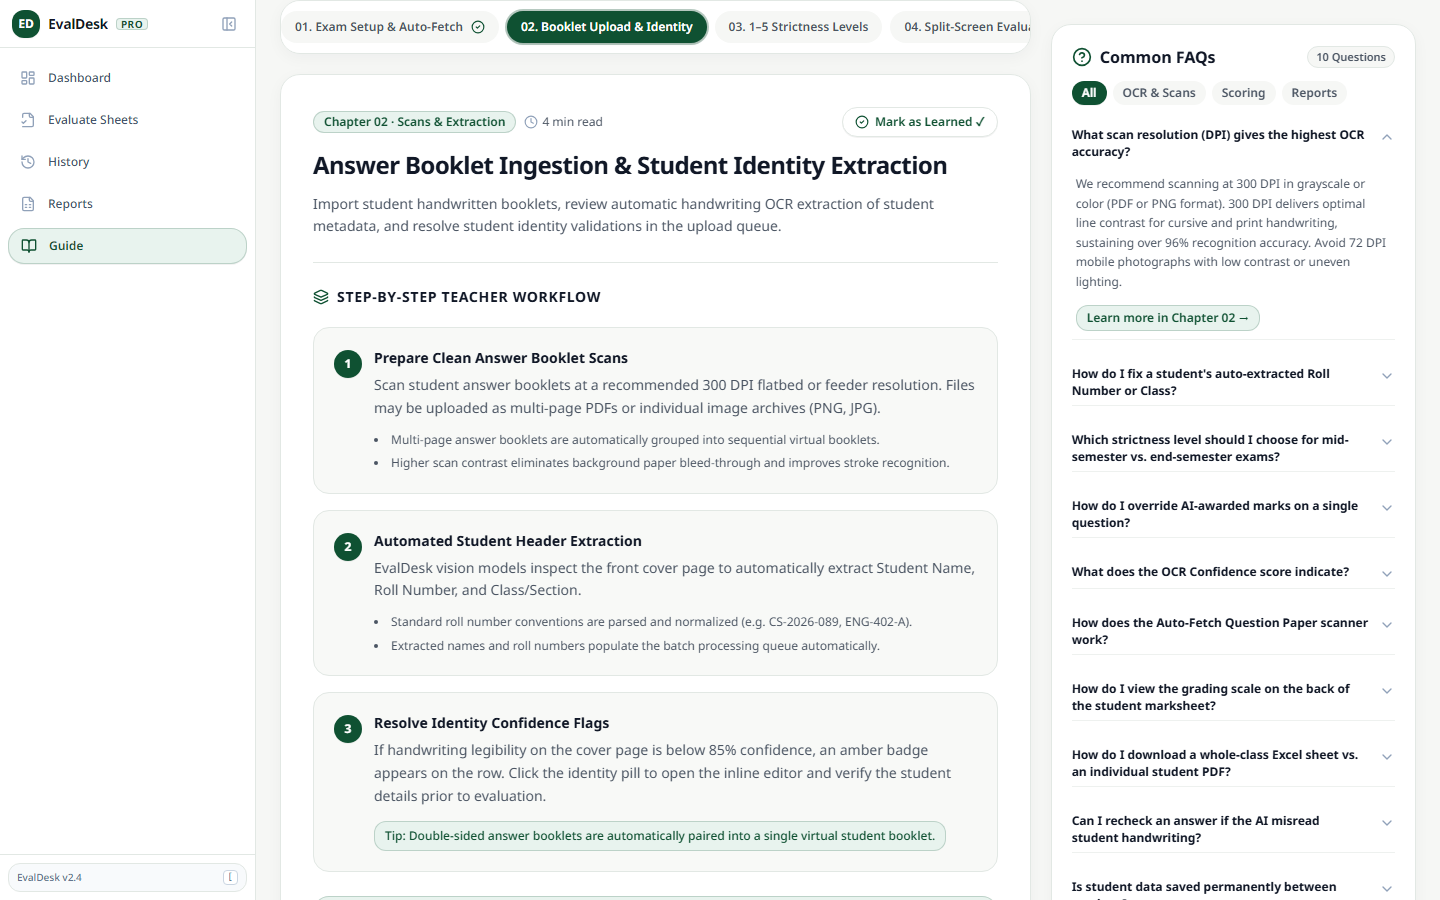 ED EvalDesk PRO
Dashboard
Evaluate Sheets
History
Reports
Guide
EvalDesk v2.4
[
01. Exam Setup & Auto-Fetch
02. Booklet Upload & Identity
03. 1–5 Strictness Levels
04. Split-Screen Evalua
Chapter 02 · Scans & Extraction
4 min read
Mark as Learned ✓
Answer Booklet Ingestion & Student Identity Extraction
Import student handwritten booklets, review automatic handwriting OCR extraction of student
metadata, and resolve student identity validations in the upload queue.
STEP-BY-STEP TEACHER WORKFLOW
1
Prepare Clean Answer Booklet Scans
Scan student answer booklets at a recommended 300 DPI flatbed or feeder resolution. Files
may be uploaded as multi-page PDFs or individual image archives (PNG, JPG).
• Multi-page answer booklets are automatically grouped into sequential virtual booklets.
• Higher scan contrast eliminates background paper bleed-through and improves stroke recognition.
2
Automated Student Header Extraction
EvalDesk vision models inspect the front cover page to automatically extract Student Name,
Roll Number, and Class/Section.
• Standard roll number conventions are parsed and normalized (e.g. CS-2026-089, ENG-402-A).
• Extracted names and roll numbers populate the batch processing queue automatically.
3
Resolve Identity Confidence Flags
If handwriting legibility on the cover page is below 85% confidence, an amber badge
appears on the row. Click the identity pill to open the inline editor and verify the student
details prior to evaluation.
Tip: Double-sided answer booklets are automatically paired into a single virtual student booklet.
Common FAQs
10 Questions
All
OCR & Scans
Scoring
Reports
What scan resolution (DPI) gives the highest OCR
accuracy?
We recommend scanning at 300 DPI in grayscale or
color (PDF or PNG format). 300 DPI delivers optimal
line contrast for cursive and print handwriting,
sustaining over 96% recognition accuracy. Avoid 72 DPI
mobile photographs with low contrast or uneven
lighting.
Learn more in Chapter 02 →
How do I fix a student's auto-extracted Roll
Number or Class?
Which strictness level should I choose for mid-
semester vs. end-semester exams?
How do I override AI-awarded marks on a single
question?
What does the OCR Confidence score indicate?
How does the Auto-Fetch Question Paper scanner
work?
How do I view the grading scale on the back of
the student marksheet?
How do I download a whole-class Excel sheet vs.
an individual student PDF?
Can I recheck an answer if the AI misread
student handwriting?
Is student data saved permanently between